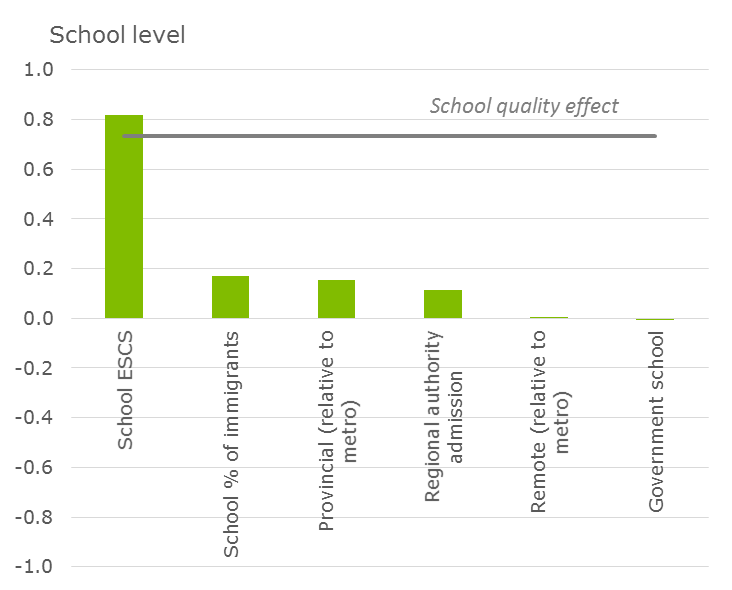 School level
1.0
0.8
0.6
0.4
0.2
0.0
-0.2
-0.4
-0.6
-0.8
-1.0
School quality effect
School ESCS
School % of immigrants
Provincial (relative to
metro)
Regional authority
admission
Remote (relative to
metro)
Government school